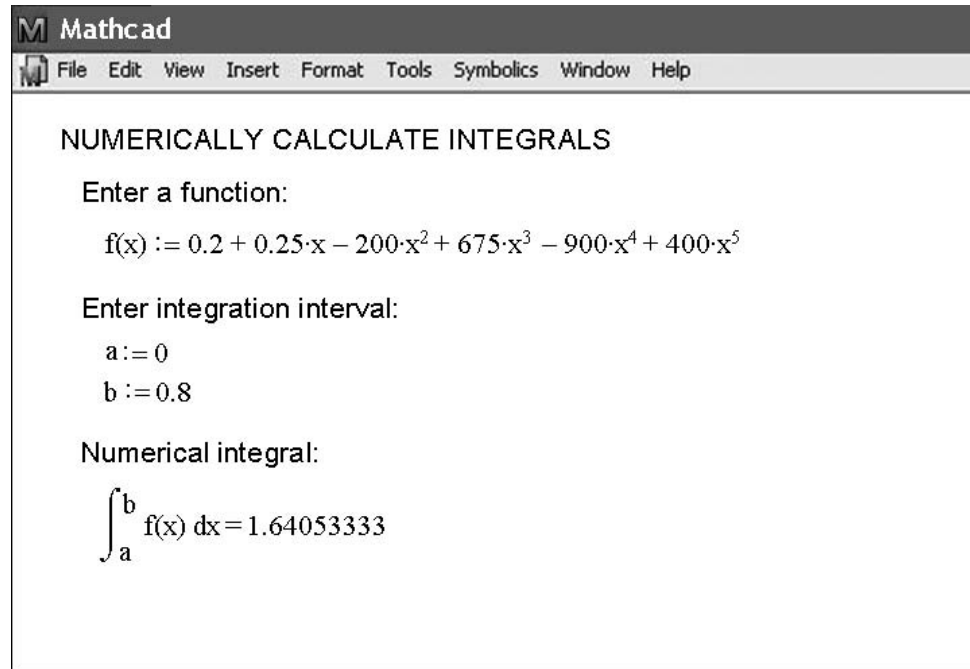 M Mathcad
File Edit View Insert Format Tools Symbolics Window Help
NUMERICALLY CALCULATE INTEGRALS
Enter a function:
f(x) := 0.2 + 0.25·x – 200·x² + 675·x³ – 900·x⁴ + 400·x⁵
Enter integration interval:
a := 0
b := 0.8
Numerical integral:
∫ₐᵇ f(x) dx = 1.64053333